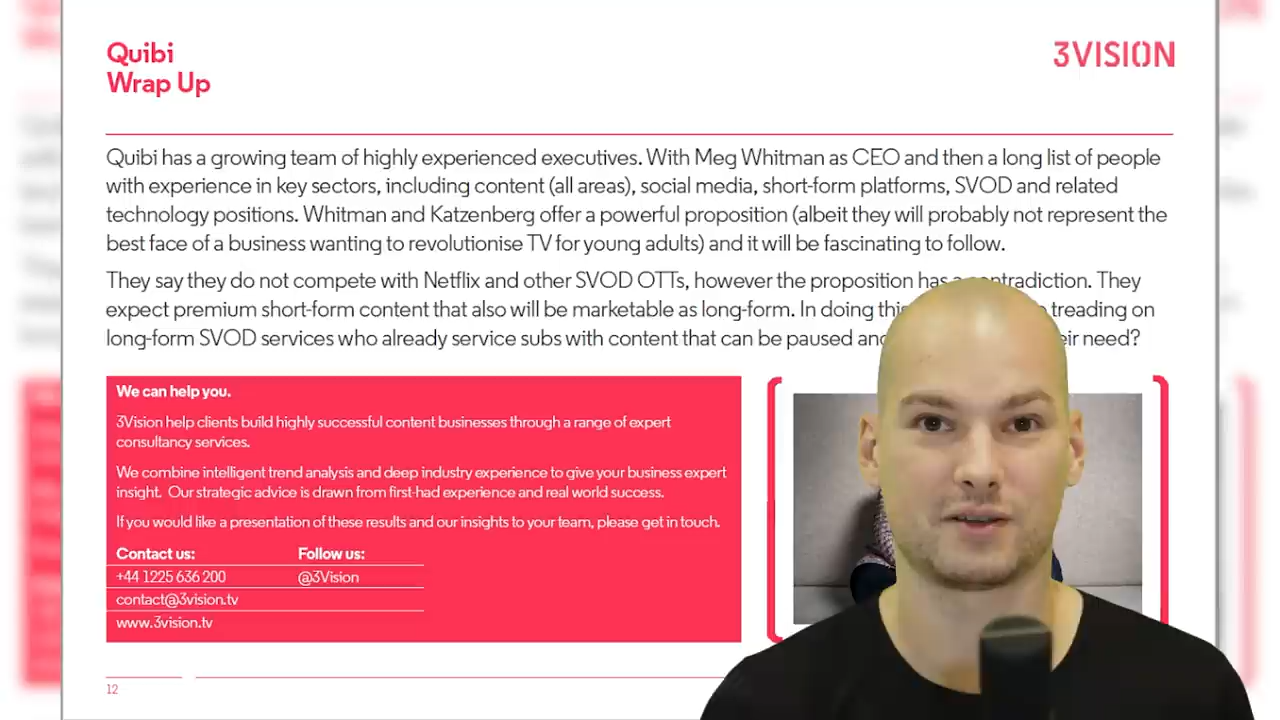 Quibi
Wrap Up
3VISION
Quibi has a growing team of highly experienced executives. With Meg Whitman as CEO and then a long list of people
with experience in key sectors, including content (all areas), social media, short-form platforms, SVOD and related
technology positions. Whitman and Katzenberg offer a powerful proposition (albeit they will probably not represent the
best face of a business wanting to revolutionise TV for young adults) and it will be fascinating to follow.
They say they do not compete with Netflix and other SVOD OTTs, however the proposition has a contradiction. They
expect premium short-form content that also will be marketable as long-form. In doing this treading on
long-form SVOD services who already service subs with content that can be paused and need?
We can help you.
3Vision help clients build highly successful content businesses through a range of expert
consultancy services.
We combine intelligent trend analysis and deep industry experience to give your business expert
insight. Our strategic advice is drawn from first-had experience and real world success.
If you would like a presentation of these results and our insights to your team, please get in touch.
Contact us: Follow us:
+44 1225 636 200 @3Vision
contact@3vision.tv
www.3vision.tv
12